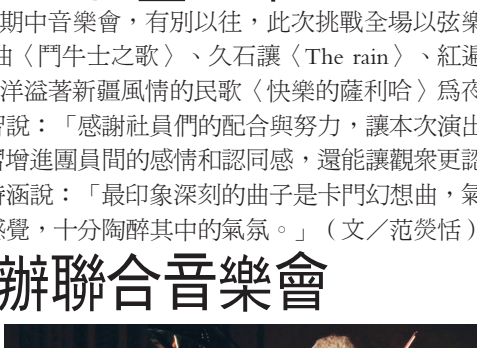 期中音樂會，有別以往，此次挑戰全場以弦樂
曲〈鬥牛士之歌〉、久石讓〈The rain〉、紅遍
洋溢著新疆風情的民歌〈快樂的薩利哈〉為夜
說：「感謝社員們的配合與努力，讓本次演出
增進團員間的感情和認同感，還能讓觀眾更認
涵說：「最印象深刻的曲子是卡門幻想曲，氣
感覺，十分陶醉其中的氣氛。」（文／范熒恬）
辦聯合音樂會